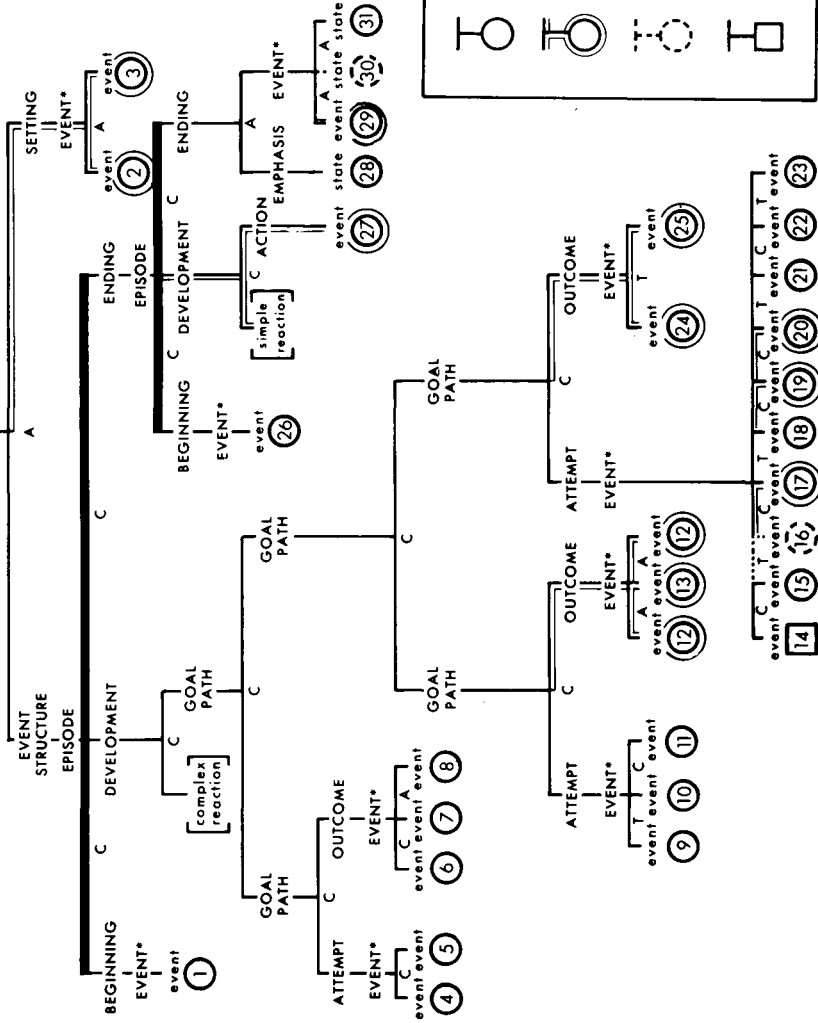 A
EVENT
STRUCTURE
SETTING
EPISODE
EVENT*
A
event event
2 3
C C
BEGINNING
EVENT*
event
1
DEVELOPMENT
ENDING
EPISODE
C
complex
reaction
GOAL
PATH
C C
BEGINNING
EVENT*
event
26
DEVELOPMENT
C
simple
reaction
ACTION
event
27
ENDING
A
EMPHASIS
state
28
EVENT*
A A
event state state
29 30 31
C
GOAL
PATH
GOAL
PATH
C
ATTEMPT
EVENT*
C
event event
4 5
OUTCOME
EVENT*
C A
event event event
6 7 8
C
GOAL
PATH
GOAL
PATH
C
ATTEMPT
EVENT*
T C
event event event
9 10 11
OUTCOME
EVENT*
A A
event event event
12 13 12
C
ATTEMPT
EVENT*
OUTCOME
EVENT*
T
event event
24 25
C T C T C C T C T
event event event event event event event event event event
14 15 16 17 18 19 20 21 22 23